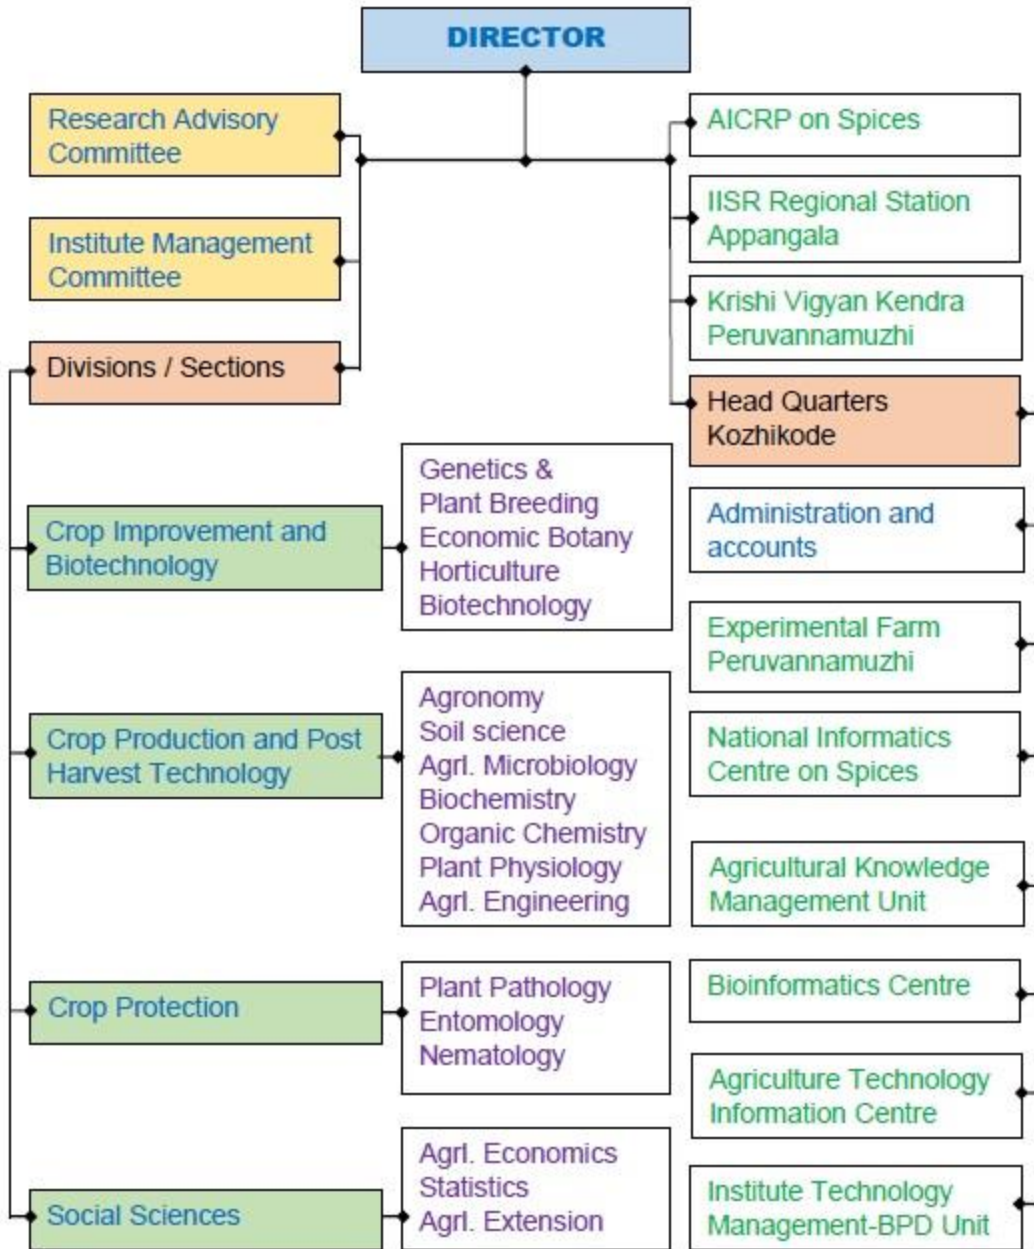 DIRECTOR
Research Advisory
Committee
Institute Management
Committee
Divisions / Sections
Crop Improvement and
Biotechnology
Genetics &
Plant Breeding
Economic Botany
Horticulture
Biotechnology
Crop Production and Post
Harvest Technology
Agronomy
Soil science
Agrl. Microbiology
Biochemistry
Organic Chemistry
Plant Physiology
Agrl. Engineering
Crop Protection
Plant Pathology
Entomology
Nematology
Social Sciences
Agrl. Economics
Statistics
Agrl. Extension
AICRP on Spices
IISR Regional Station
Appangala
Krishi Vigyan Kendra
Peruvannamuzhi
Head Quarters
Kozhikode
Administration and
accounts
Experimental Farm
Peruvannamuzhi
National Informatics
Centre on Spices
Agricultural Knowledge
Management Unit
Bioinformatics Centre
Agriculture Technology
Information Centre
Institute Technology
Management-BPD Unit